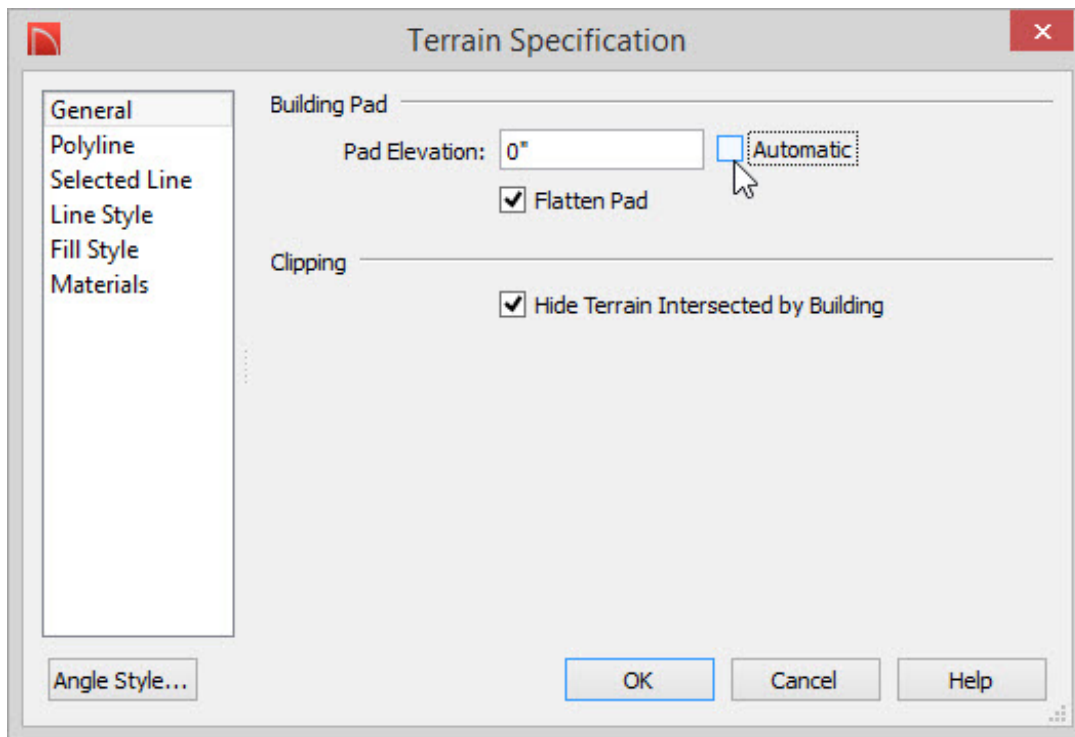 Terrain Specification
General
Polyline
Selected Line
Line Style
Fill Style
Materials
Building Pad
Pad Elevation: 0" Automatic
Flatten Pad
Clipping
Hide Terrain Intersected by Building
Angle Style... OK Cancel Help